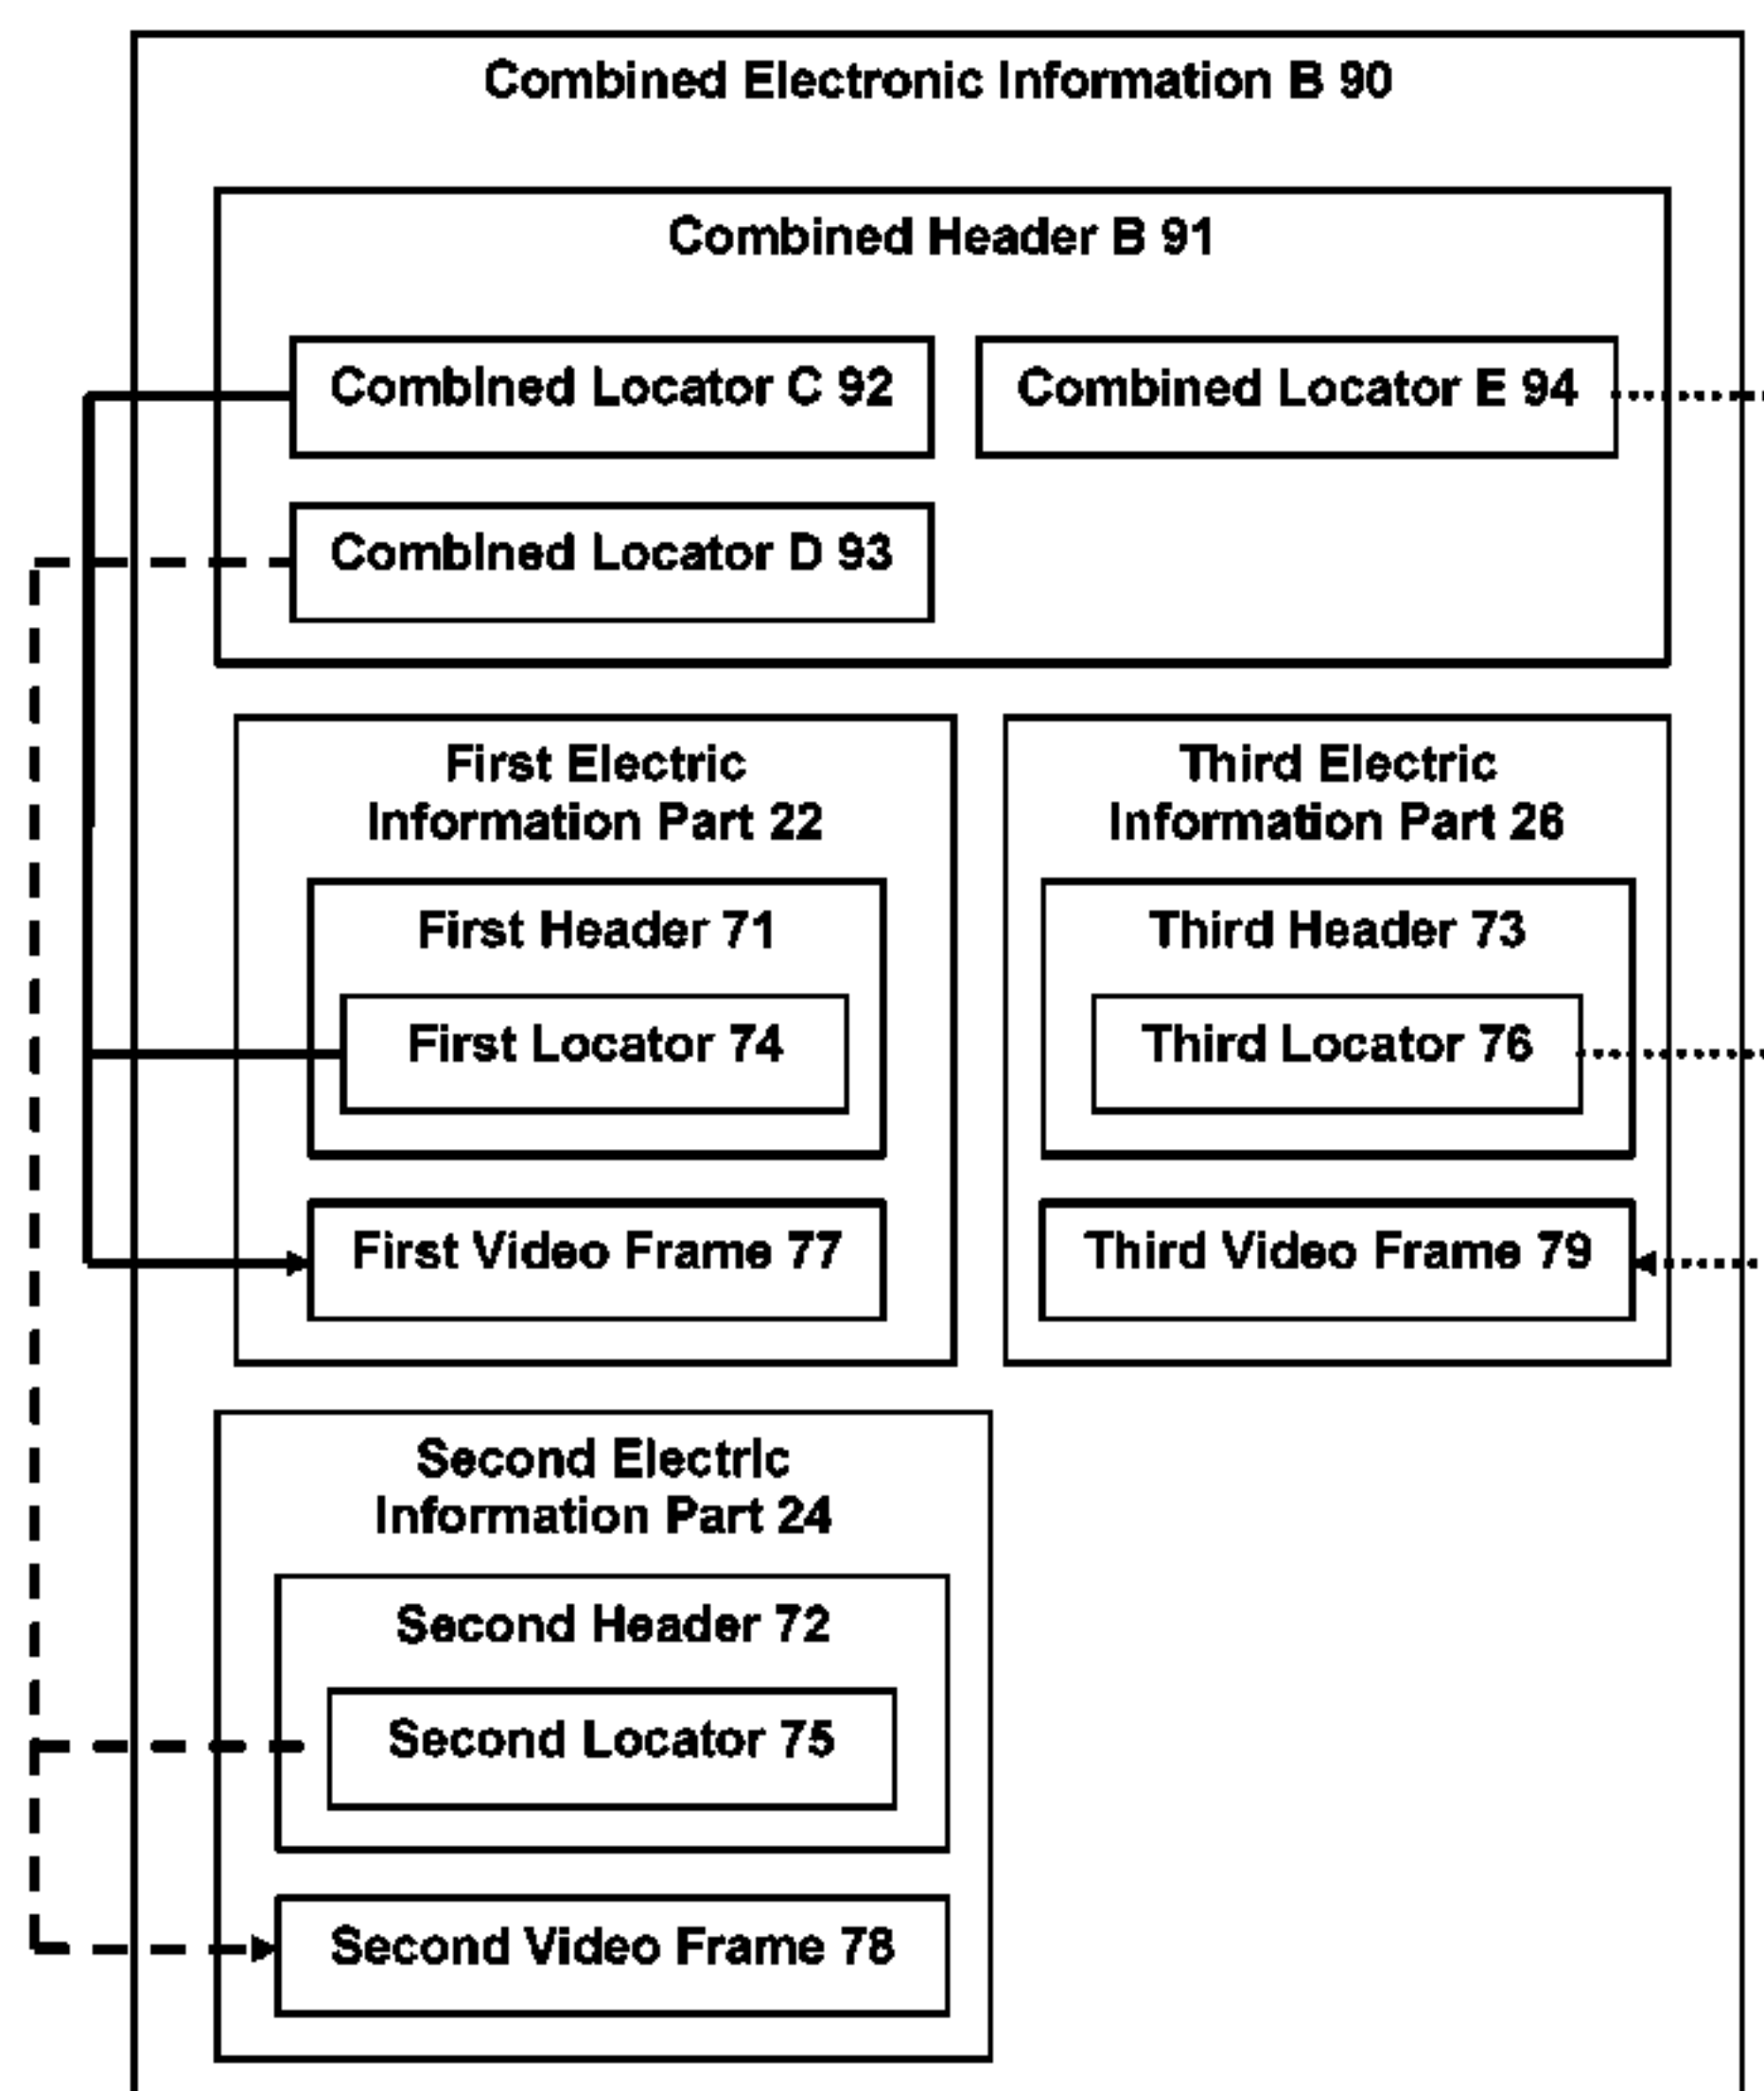 Combined Electronic Information B 90
Combined Header B 91
Combined Locator C 92
Combined Locator E 94
Combined Locator D 93
First Electric
Information Part 22
First Header 71
First Locator 74
First Video Frame 77
Third Electric
Information Part 26
Third Header 73
Third Locator 76
Third Video Frame 79
Second Electric
Information Part 24
Second Header 72
Second Locator 75
Second Video Frame 78